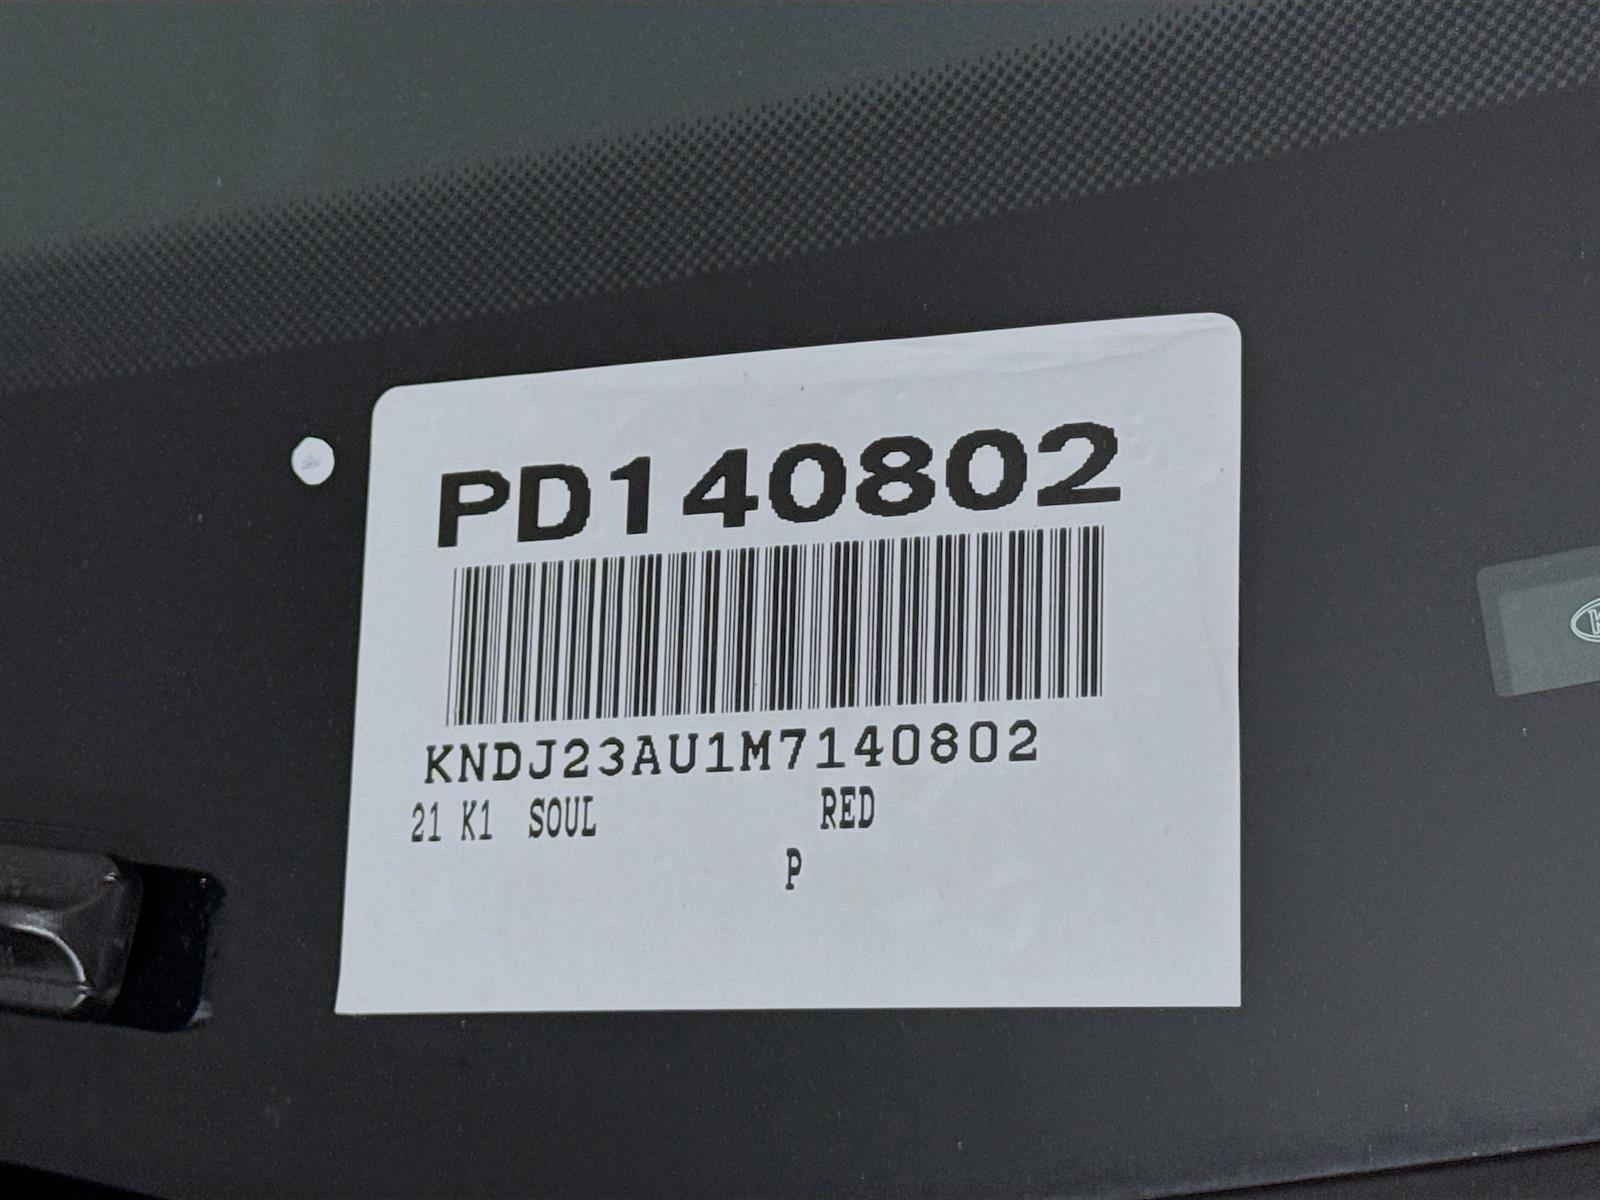 PD140802
KNDJ23AU1M7140802
21 K1 SOUL RED
P